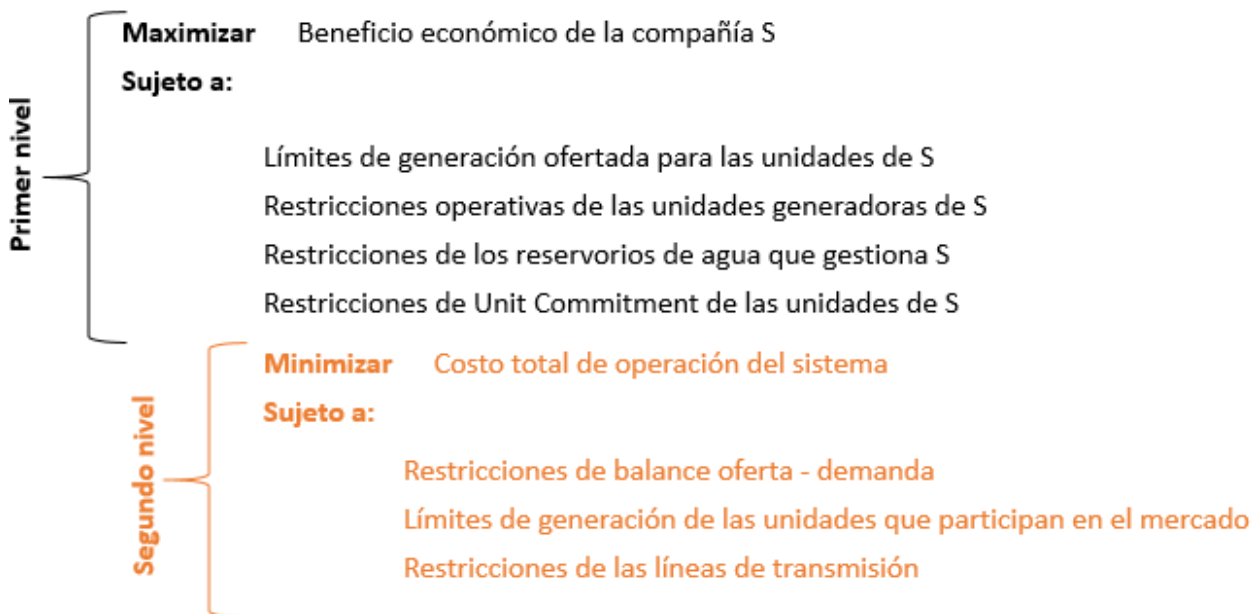 Primer nivel
Maximizar Beneficio económico de la compañía S
Sujeto a:
Límites de generación ofertada para las unidades de S
Restricciones operativas de las unidades generadoras de S
Restricciones de los reservorios de agua que gestiona S
Restricciones de Unit Commitment de las unidades de S
Segundo nivel
Minimizar Costo total de operación del sistema
Sujeto a:
Restricciones de balance oferta - demanda
Límites de generación de las unidades que participan en el mercado
Restricciones de las líneas de transmisión